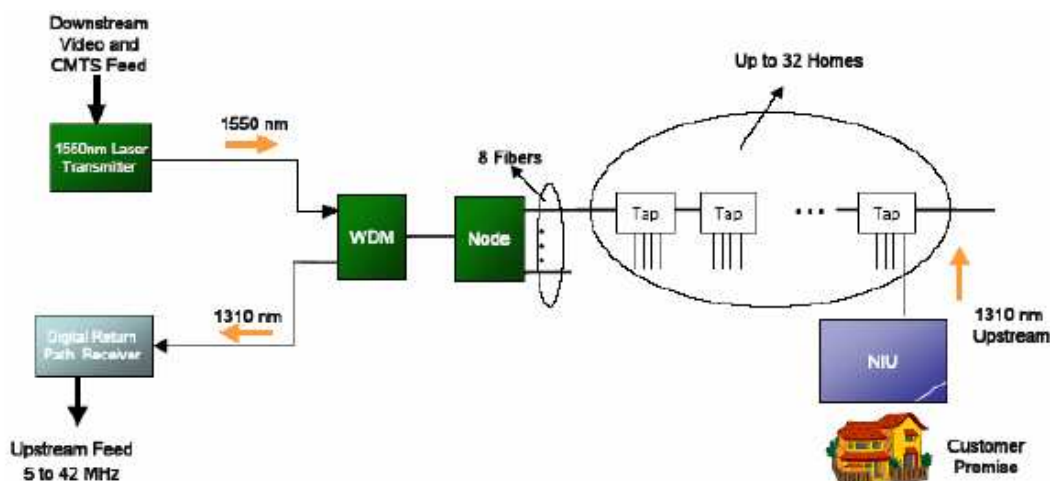 Downstream
Video and
CMTS Feed
1550nm Laser
Transmitter
1550 nm
WDM
Node
8 Fibers
Up to 32 Homes
Tap
Tap
Tap
1310 nm
Digital Return
Path Receiver
Upstream Feed
5 to 42 MHz
1310 nm
Upstream
NIU
Customer
Premise